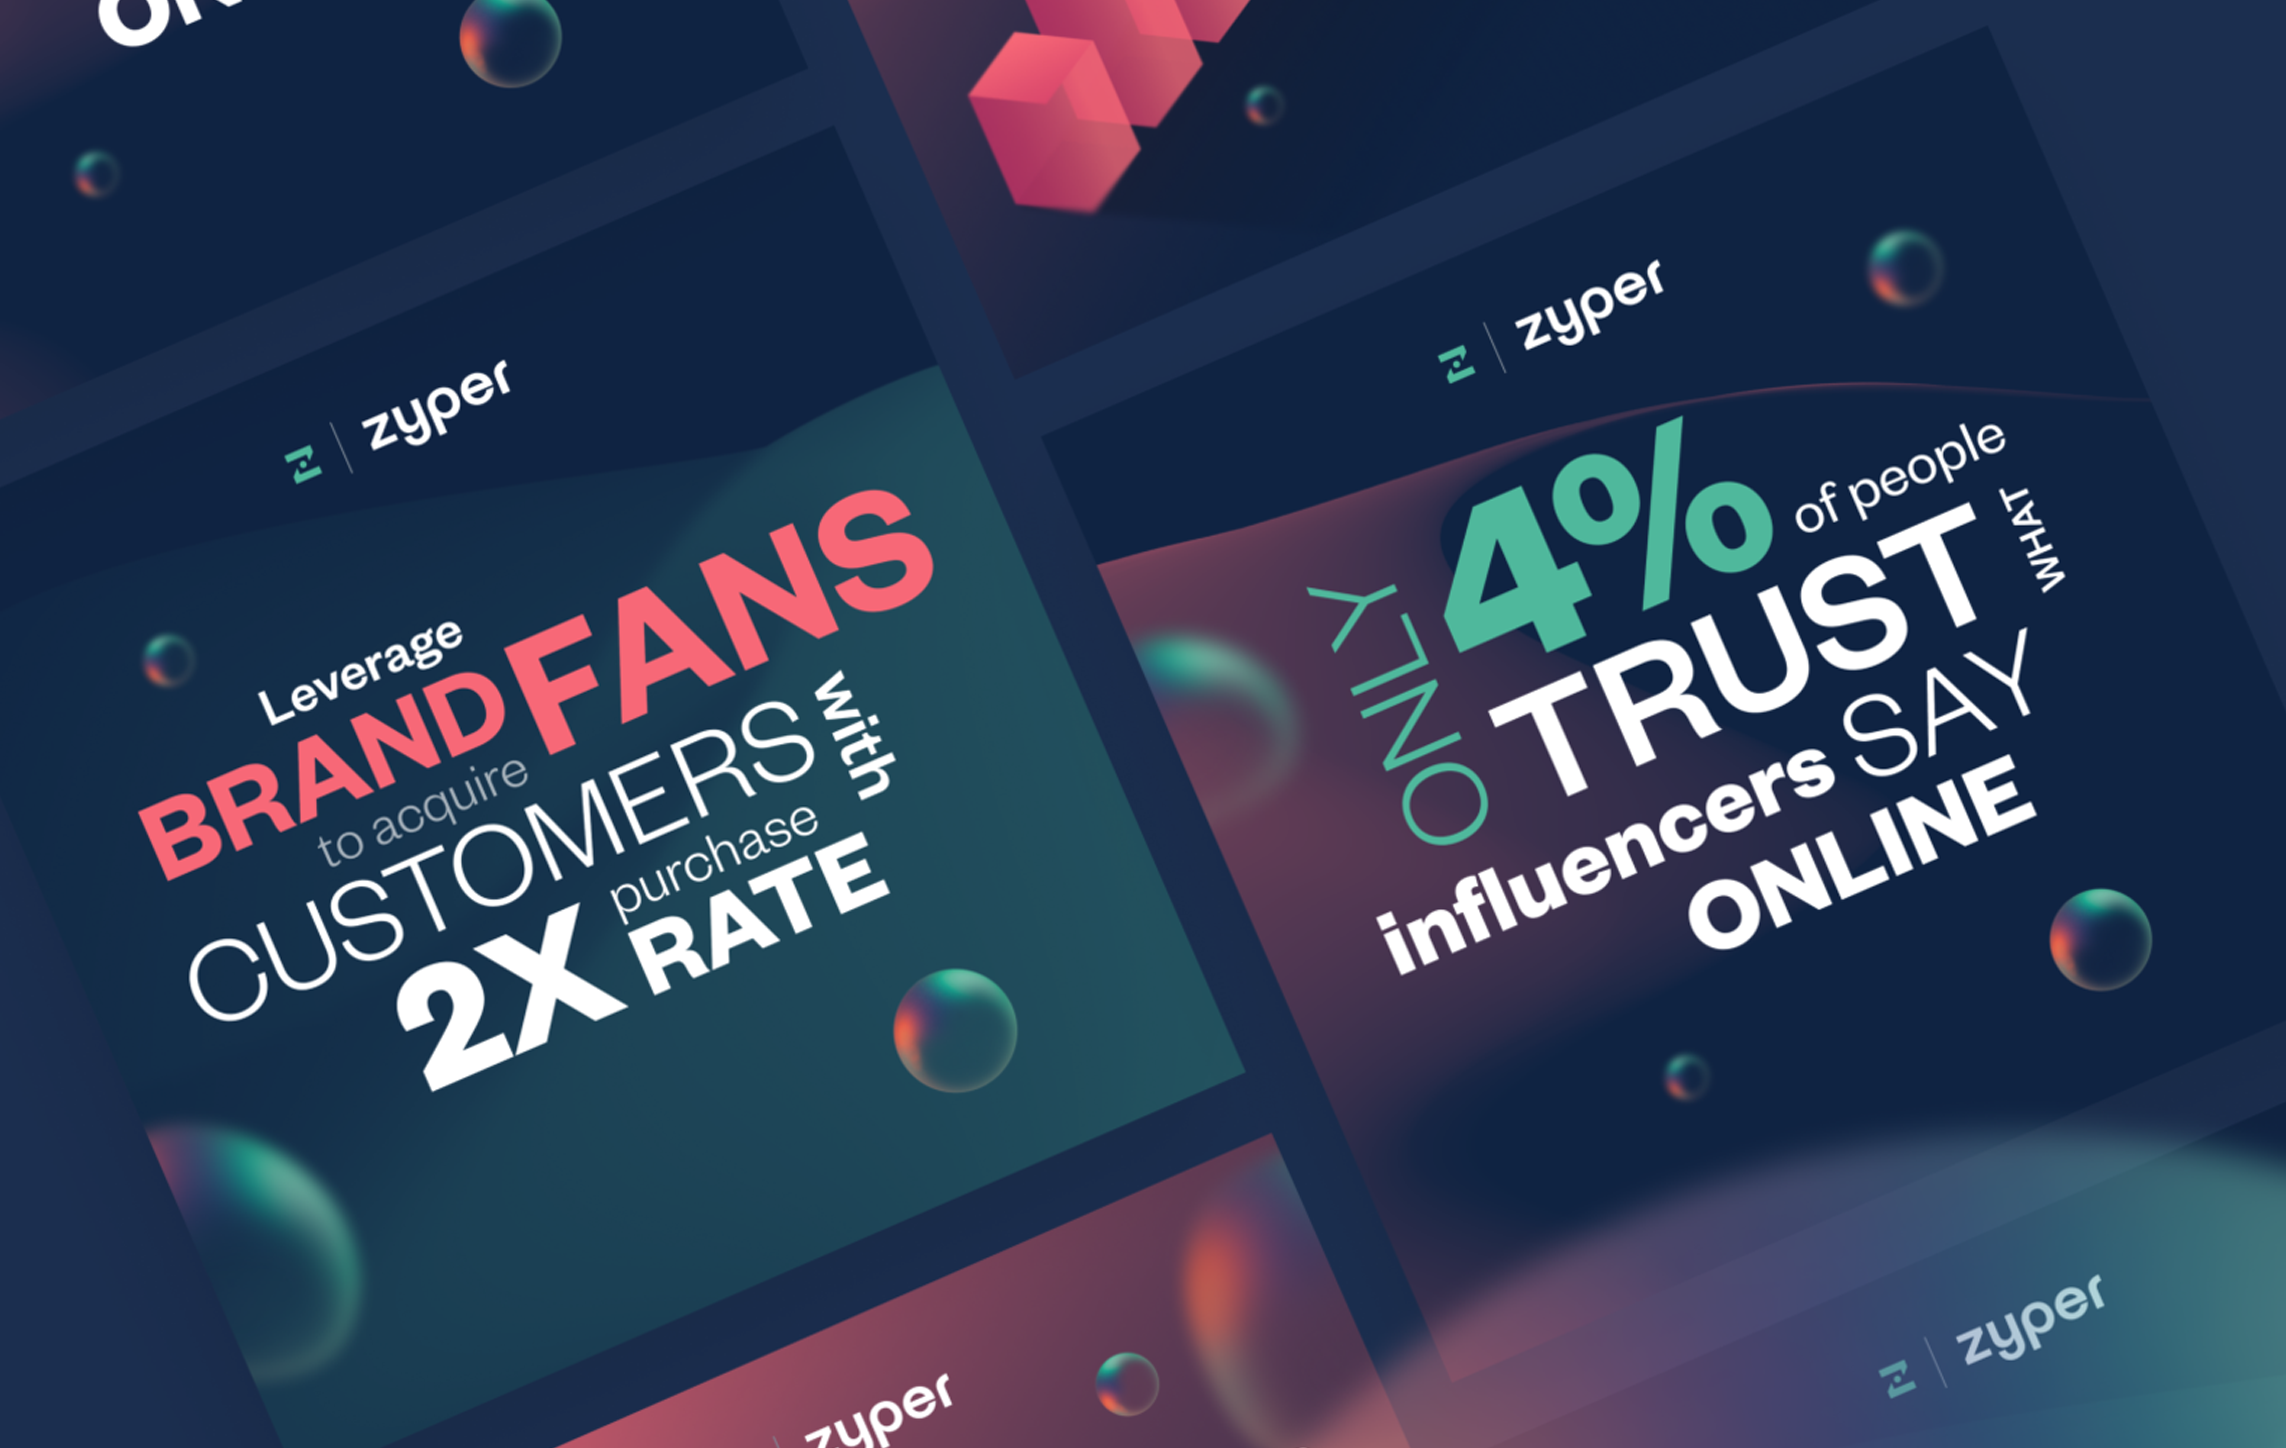 zyper
Leverage
BRAND FANS
to acquire
CUSTOMERS with
2X purchase
RATE
zyper
ONLY 4% of people
TRUST WHAT
influencers SAY
ONLINE
zyper
zyper